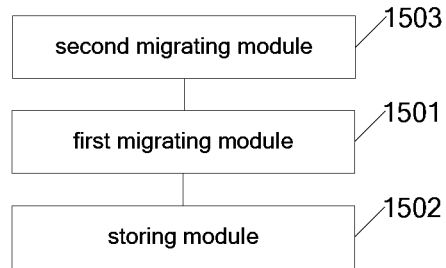 1503
second migrating module
1501
first migrating module
1502
storing module